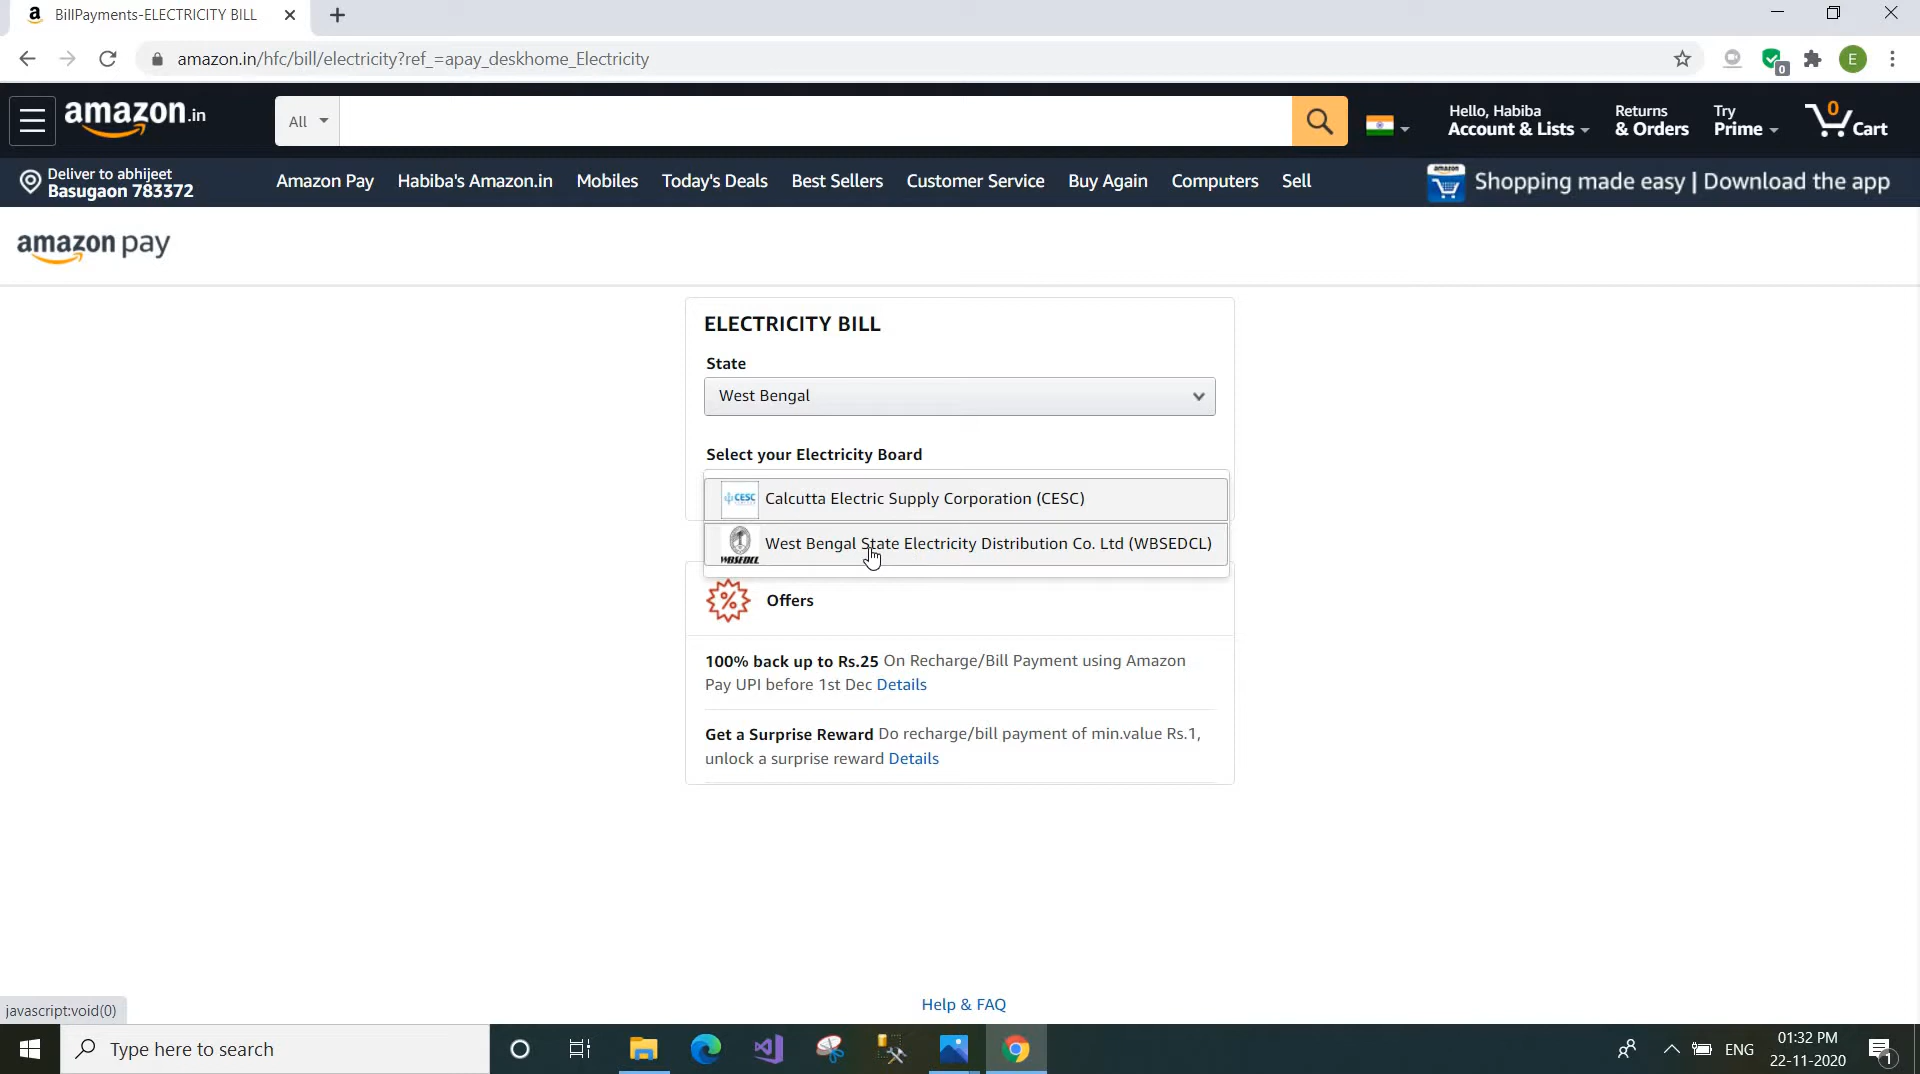 BillPayments-ELECTRICITY BILL
amazon.in/hfc/bill/electricity?ref_=apay_deskhome_Electricity
0
E
amazon.in
All
Hello, Habiba
Account & Lists
Returns
& Orders
Try
Prime
0
Cart
Deliver to abhijeet
Basugaon 783372
Amazon Pay
Habiba's Amazon.in
Mobiles
Today's Deals
Best Sellers
Customer Service
Buy Again
Computers
Sell
amazon
Shopping made easy | Download the app
amazon pay
ELECTRICITY BILL
State
West Bengal
Select your Electricity Board
CESC
Calcutta Electric Supply Corporation (CESC)
WBSEDCL
West Bengal State Electricity Distribution Co. Ltd (WBSEDCL)
%
Offers
100% back up to Rs.25 On Recharge/Bill Payment using Amazon
Pay UPI before 1st Dec Details
Get a Surprise Reward Do recharge/bill payment of min.value Rs.1,
unlock a surprise reward Details
Help & FAQ
javascript:void(0)
Type here to search
ENG
01:32 PM
22-11-2020
1